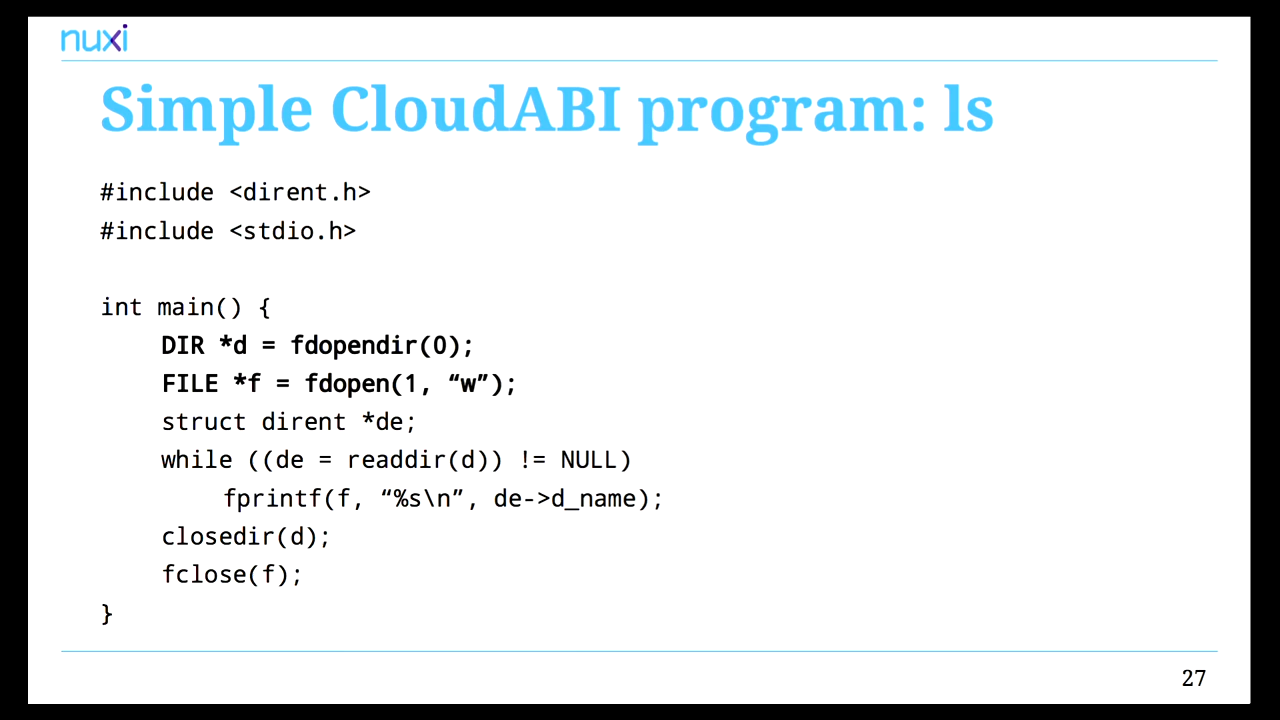 nuxi
Simple CloudABI program: ls
#include <dirent.h>
#include <stdio.h>
int main() {
DIR *d = fdopendir(0);
FILE *f = fdopen(1, “w”);
struct dirent *de;
while ((de = readdir(d)) != NULL)
fprintf(f, “%s\n”, de->d_name);
closedir(d);
fclose(f);
}
27